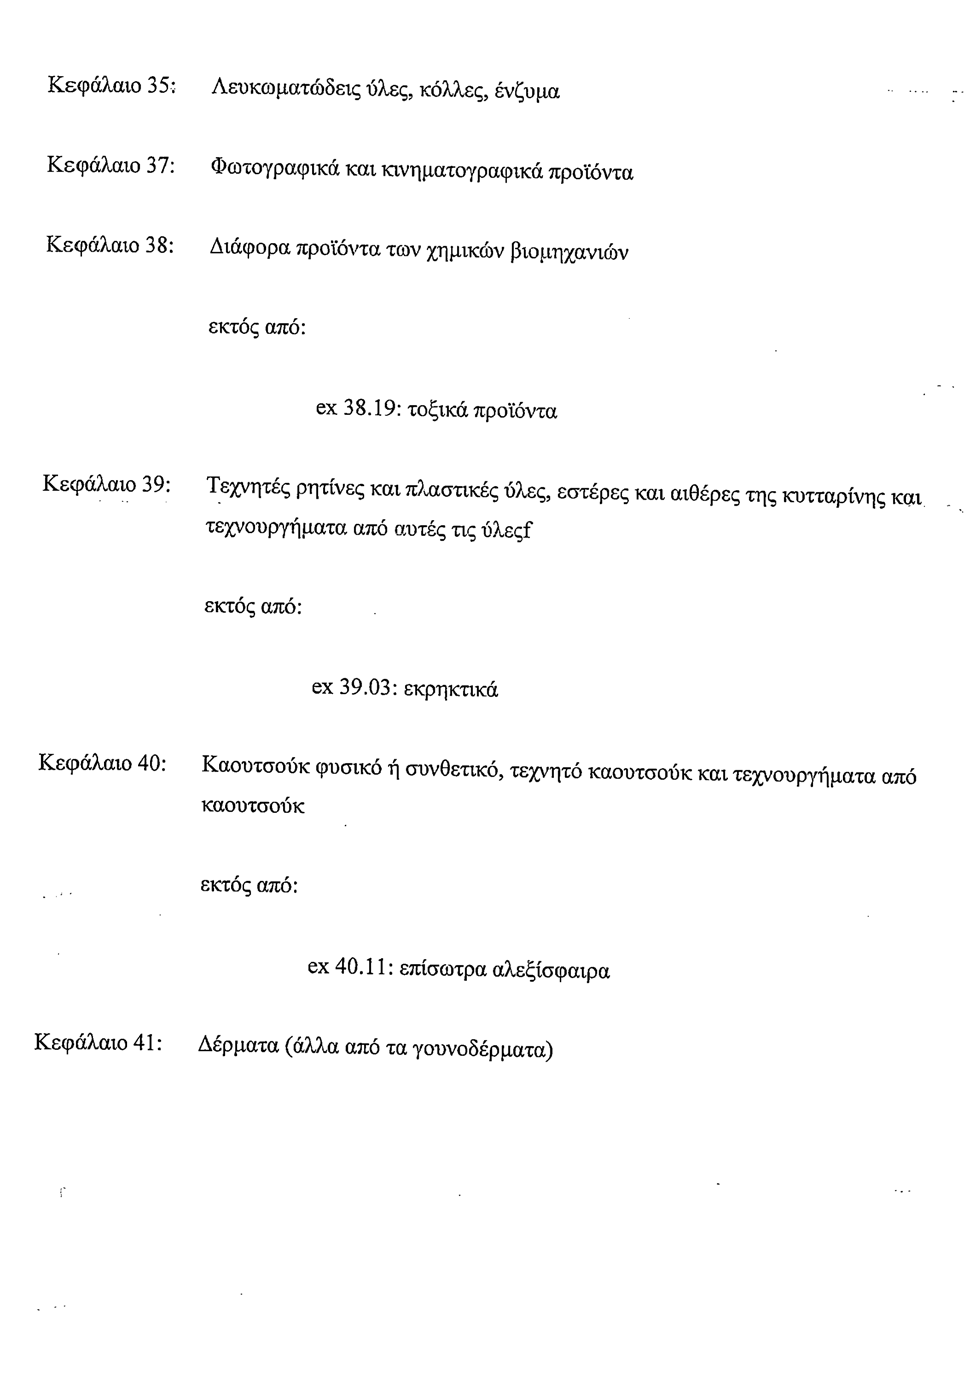 Κεφάλαιο 35: Λευκωματώδεις ύλες, κόλλες, ένζυμα
Κεφάλαιο 37: Φωτογραφικά και κινηματογραφικά προϊόντα
Κεφάλαιο 38: Διάφορα προϊόντα των χημικών βιομηχανιών
εκτός από:
ex 38.19: τοξικά προϊόντα
Κεφάλαιο 39: Τεχνητές ρητίνες και πλαστικές ύλες, εστέρες και αιθέρες της κυτταρίνης και
τεχνουργήματα από αυτές τις ύλεςf
εκτός από:
ex 39.03: εκρηκτικά
Κεφάλαιο 40: Καουτσούκ φυσικό ή συνθετικό, τεχνητό καουτσούκ και τεχνουργήματα από
καουτσούκ
εκτός από:
ex 40.11: επίσωτρα αλεξίσφαιρα
Κεφάλαιο 41: Δέρματα (άλλα από τα γουνοδέρματα)